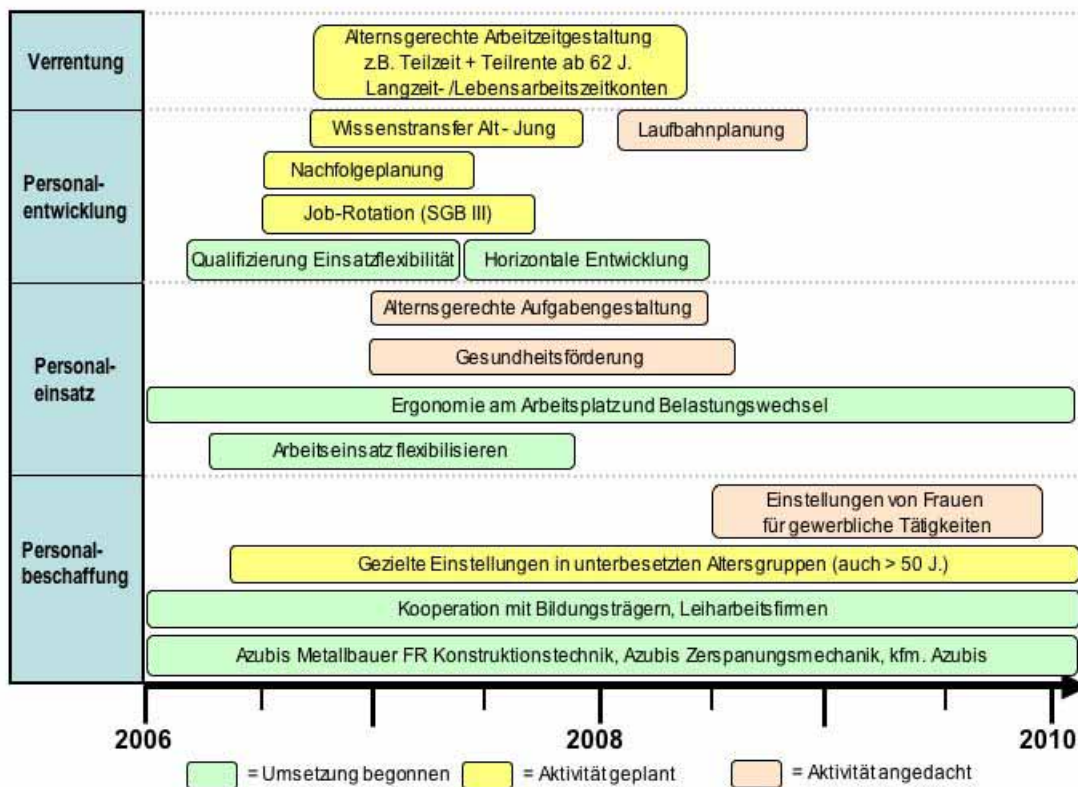 Verrentung
Alternsgerechte Arbeitzeitgestaltung
z.B. Teilzeit + Teilrente ab 62 J.
Langzeit- /Lebensarbeitszeitkonten
Personal-
entwicklung
Wissenstransfer Alt - Jung
Laufbahnplanung
Nachfolgeplanung
Job-Rotation (SGB III)
Qualifizierung Einsatzflexibilität
Horizontale Entwicklung
Personal-
einsatz
Alternsgerechte Aufgabengestaltung
Gesundheitsförderung
Ergonomie am Arbeitsplatz und Belastungswechsel
Arbeitseinsatz flexibilisieren
Personal-
beschaffung
Einstellungen von Frauen
für gewerbliche Tätigkeiten
Gezielte Einstellungen in unterbesetzten Altersgruppen (auch > 50 J.)
Kooperation mit Bildungsträgern, Leiharbeitsfirmen
Azubis Metallbauer FR Konstruktionstechnik, Azubis Zerspanungsmechanik, kfm. Azubis
2006
2008
2010
= Umsetzung begonnen
= Aktivität geplant
= Aktivität angedacht